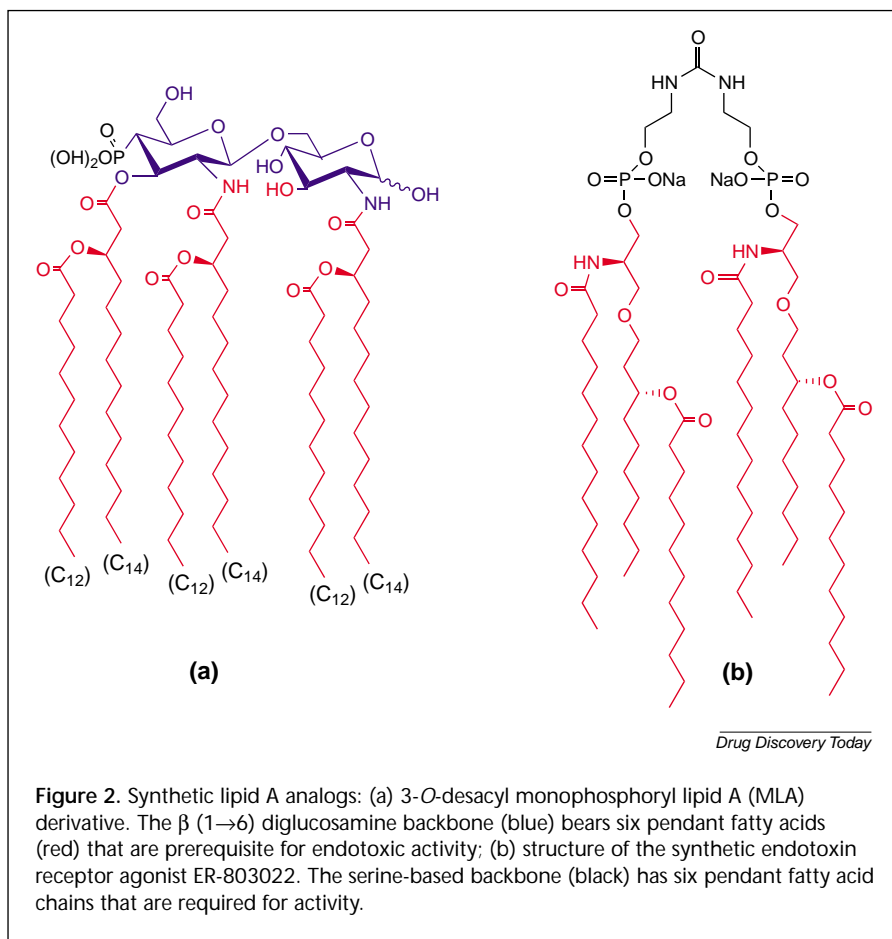 OH
O
(OH)₂P
O
O
O
O
HO
HO
O
OH
O
O
NH
NH
O
O
O
O
O
O
O
O
O
(C₁₂)
(C₁₄)
(C₁₂)
(C₁₄)
(C₁₂)
(C₁₄)
(a)
O
HN
NH
O
O
O=P–ONa
NaO–P=O
O
O
HN
HN
O
O
O
O
O
O
O
O
(b)
Drug Discovery Today
Figure 2. Synthetic lipid A analogs: (a) 3-O-desacyl monophosphoryl lipid A (MLA)
derivative. The β (1→6) diglucosamine backbone (blue) bears six pendant fatty acids
(red) that are prerequisite for endotoxic activity; (b) structure of the synthetic endotoxin
receptor agonist ER-803022. The serine-based backbone (black) has six pendant fatty acid
chains that are required for activity.